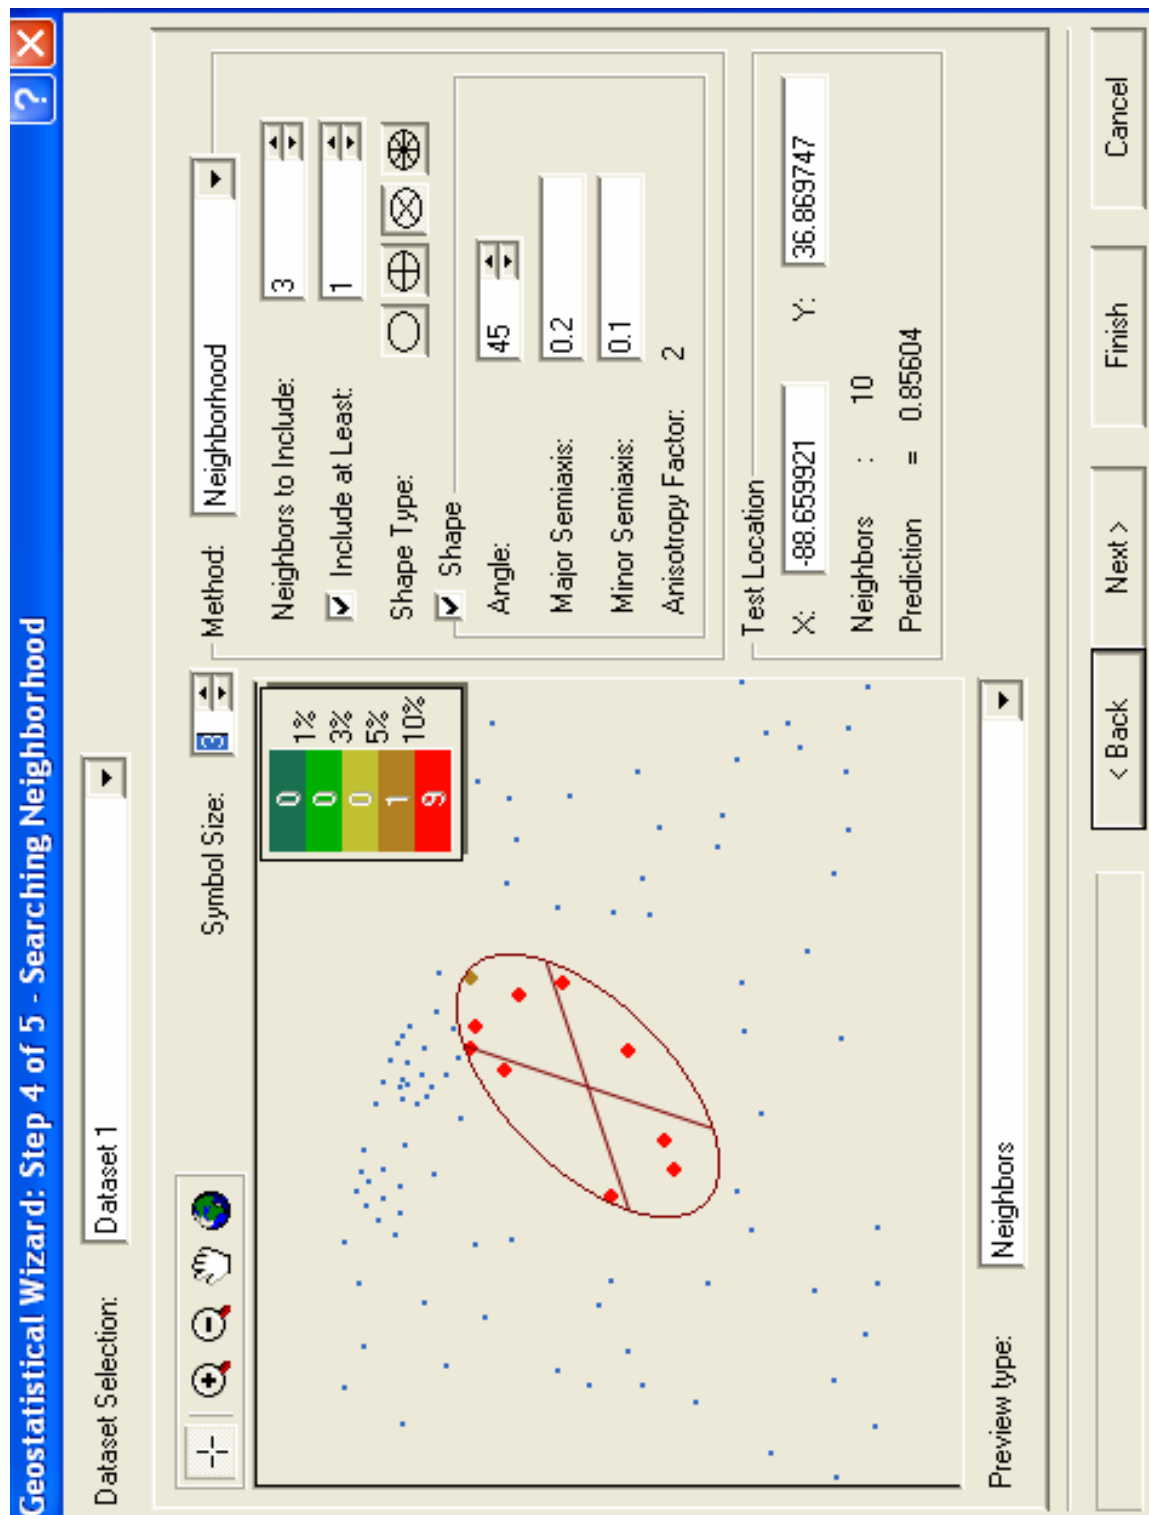 Geostatistical Wizard: Step 4 of 5 - Searching Neighborhood
?
Dataset Selection:
Dataset 1
Symbol Size:
3
0
1%
0
3%
0
5%
1
10%
9
Preview type:
Neighbors
Method:
Neighborhood
Neighbors to Include:
3
Include at Least:
1
Shape Type:
Shape
Angle:
45
Major Semiaxis:
0.2
Minor Semiaxis:
0.1
Anisotropy Factor: 2
Test Location
X: -88.659921 Y: 36.869747
Neighbors : 10
Prediction = 0.85604
< Back
Next >
Finish
Cancel